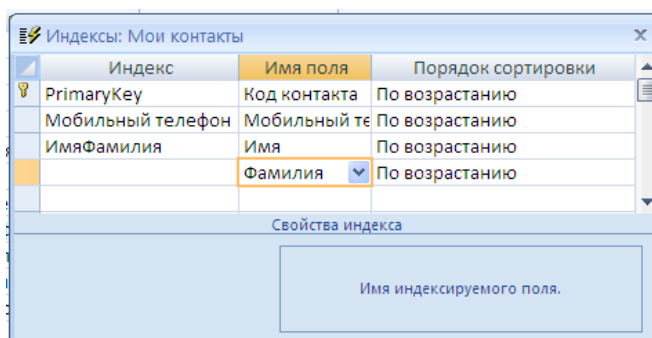 Индексы: Мои контакты
Индекс Имя поля Порядок сортировки
PrimaryKey Код контакта По возрастанию
Мобильный телефон Мобильный те По возрастанию
ИмяФамилия Имя По возрастанию
Фамилия По возрастанию
Свойства индекса
Имя индексируемого поля.